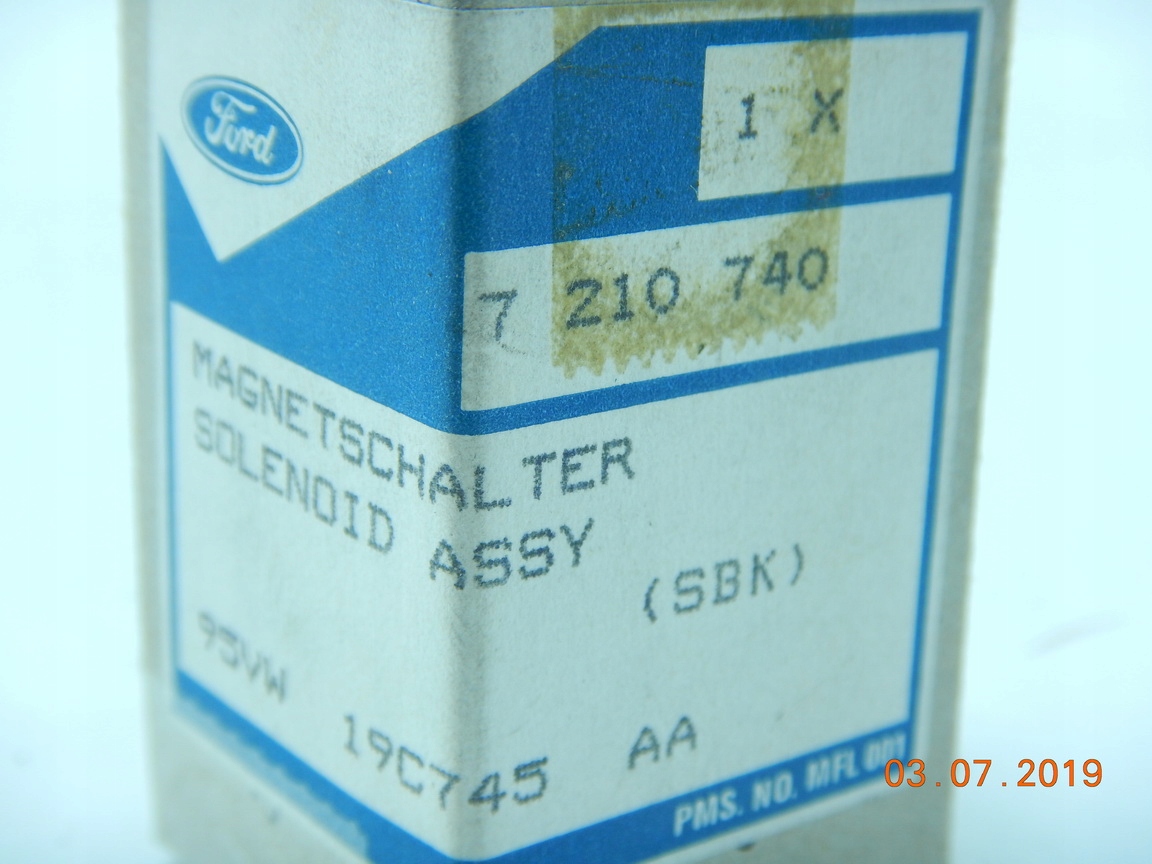 Ford
1 X
7 210 740
MAGNETSCHALTER
SOLENOID ASSY
(SBK)
95VW 19C745 AA
PMS. NO. MFL 001
03.07.2019